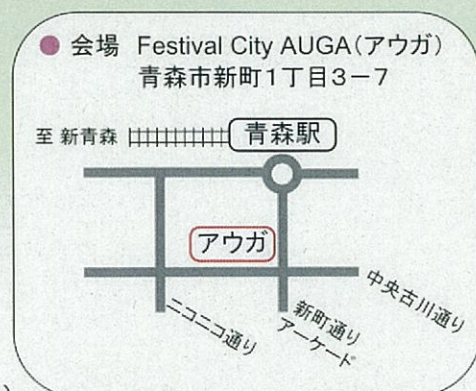 ● 会場 Festival City AUGA(アウガ)
青森市新町1丁目3−7
至 新青森
青森駅
アウガ
中央古川通り
新町通り
アーケード
ニコニコ通り